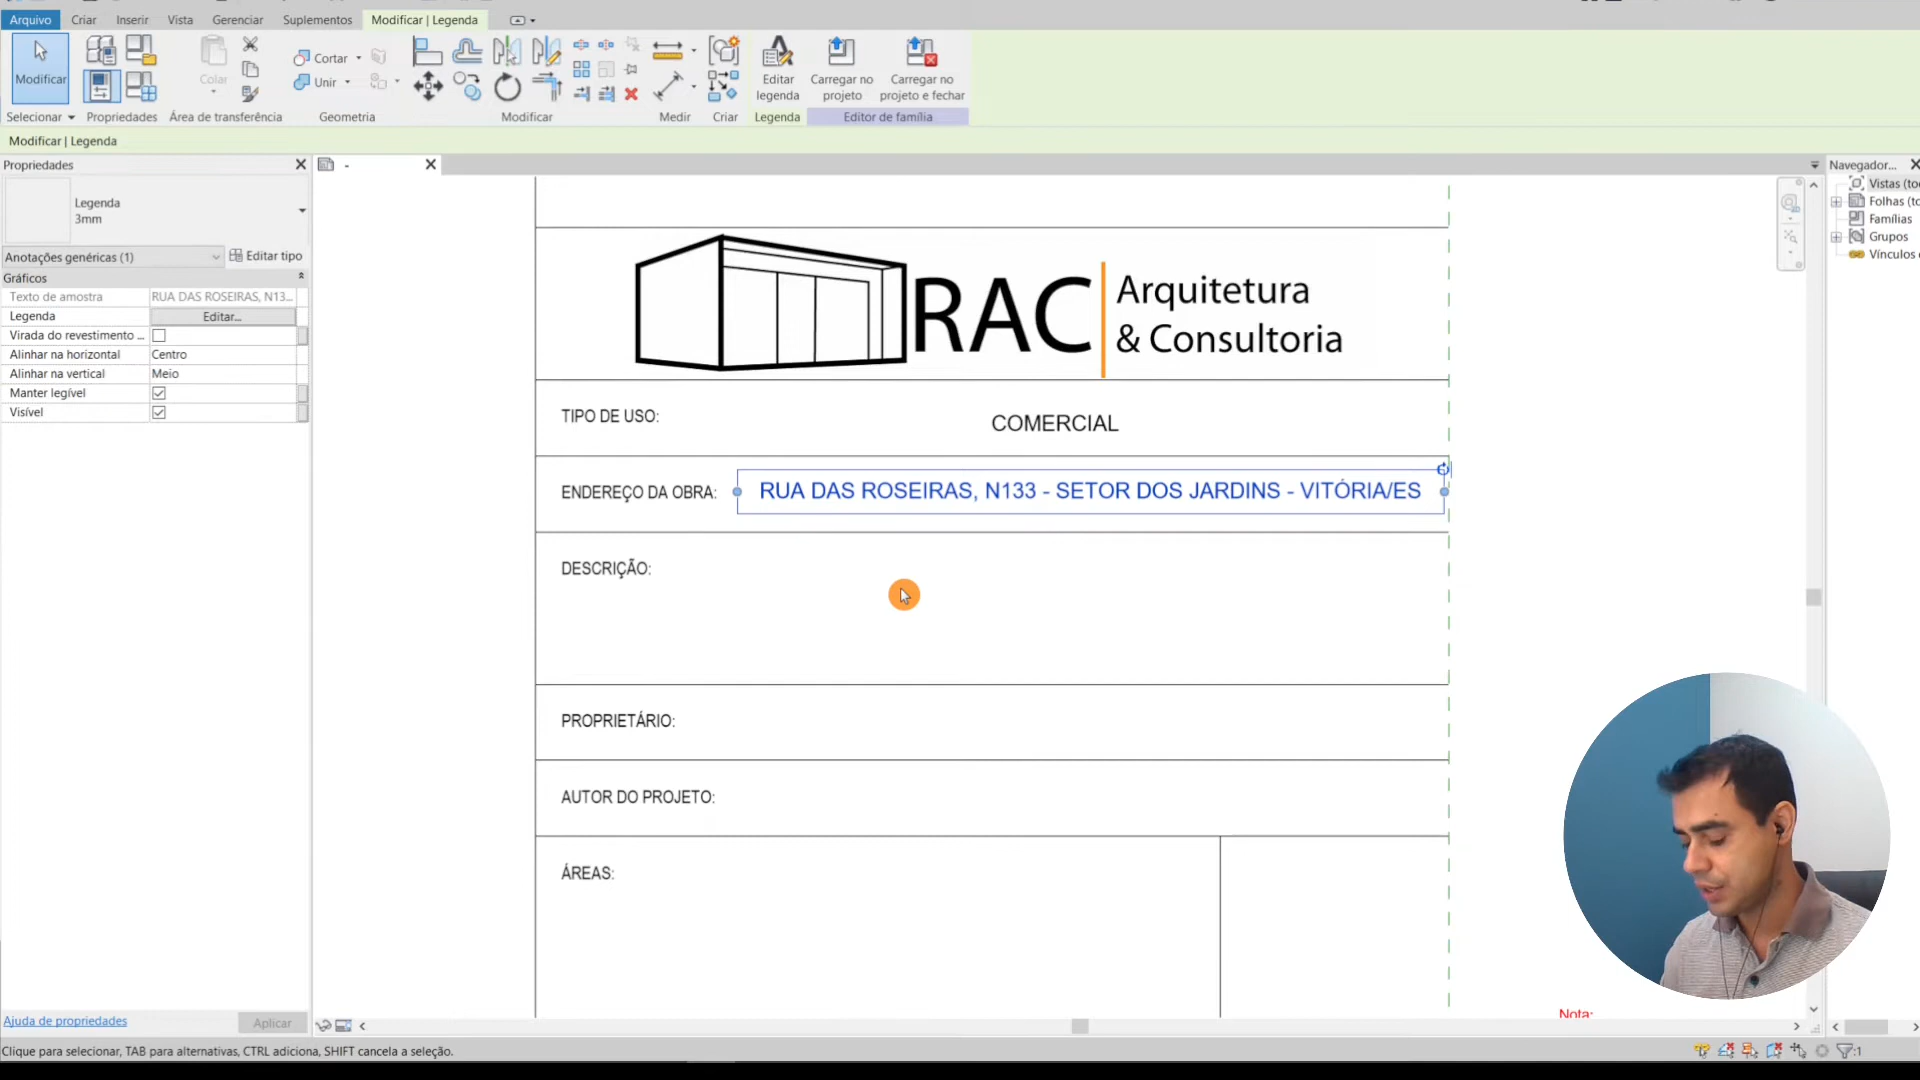 Arquivo Criar Inserir Vista Gerenciar Suplementos Modificar | Legenda
Modificar
Colar
Cortar
Unir
Editar legenda
Carregar no projeto
Carregar no projeto e fechar
Selecionar Propriedades Área de transferência Geometria Modificar Medir Criar Legenda Editor de família
Modificar | Legenda
Propriedades
-
Navegador...
Legenda
3mm
Anotações genéricas (1)
Editar tipo
Gráficos
Texto de amostra RUA DAS ROSEIRAS, N13...
Legenda Editar...
Virada do revestimento ...
Alinhar na horizontal Centro
Alinhar na vertical Meio
Manter legível
Visível
Vistas (to
Folhas (to
Famílias
Grupos
Vínculos
RAC
Arquitetura
& Consultoria
TIPO DE USO: COMERCIAL
ENDEREÇO DA OBRA: RUA DAS ROSEIRAS, N133 - SETOR DOS JARDINS - VITÓRIA/ES
DESCRIÇÃO:
PROPRIETÁRIO:
AUTOR DO PROJETO:
ÁREAS:
Nota:
Ajuda de propriedades
Aplicar
Clique para selecionar, TAB para alternativas, CTRL adiciona, SHIFT cancela a seleção.
:1